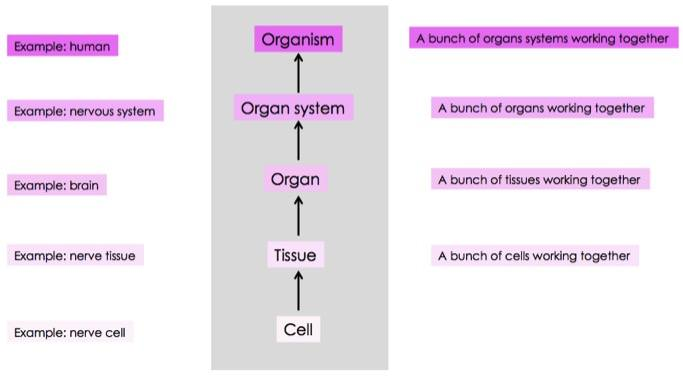 Example: human
Organism
A bunch of organs systems working together
Example: nervous system
Organ system
A bunch of organs working together
Example: brain
Organ
A bunch of tissues working together
Example: nerve tissue
Tissue
A bunch of cells working together
Example: nerve cell
Cell